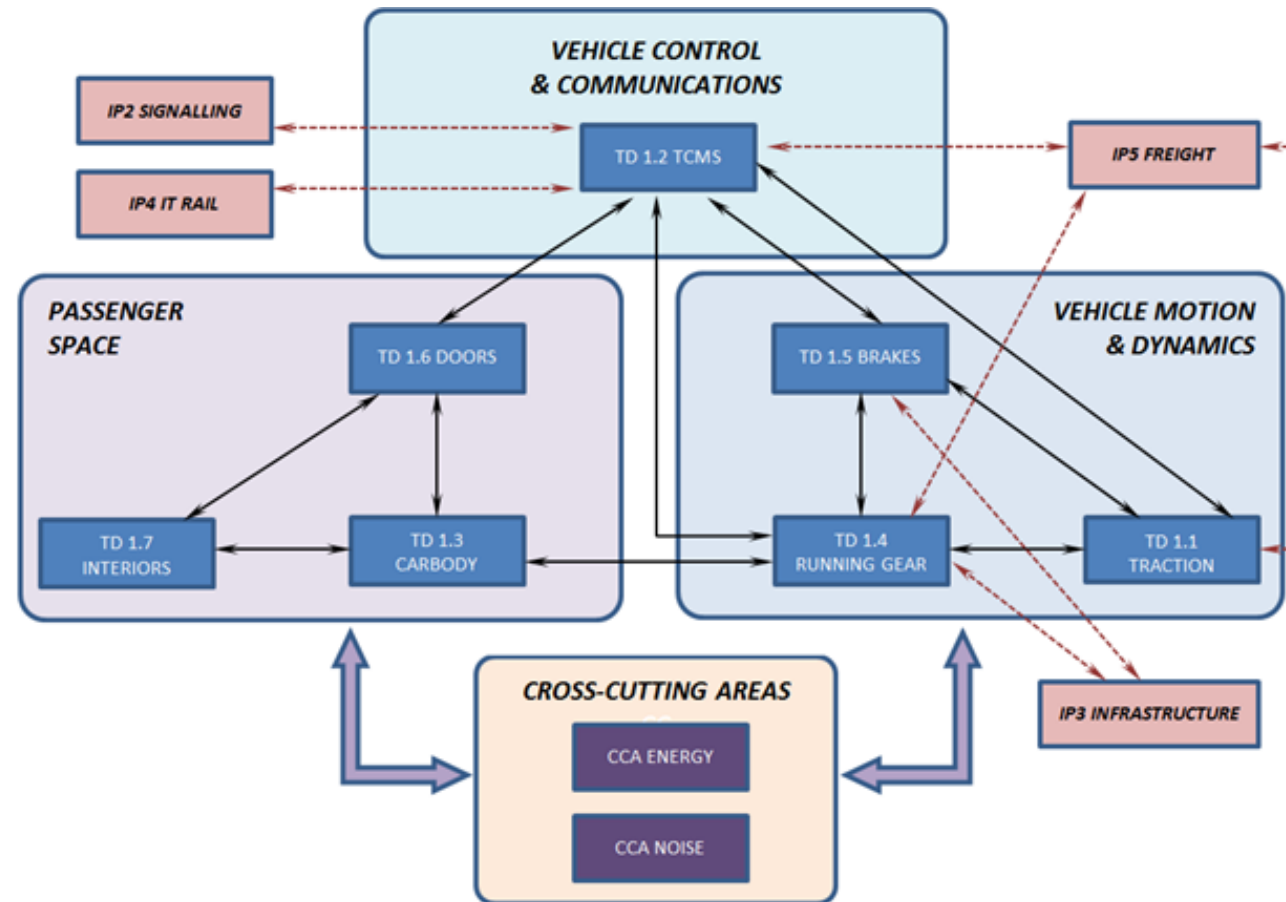 VEHICLE CONTROL
& COMMUNICATIONS
IP2 SIGNALLING
TD 1.2 TCMS
IP5 FREIGHT
IP4 IT RAIL
PASSENGER
SPACE
VEHICLE MOTION
& DYNAMICS
TD 1.6 DOORS
TD 1.5 BRAKES
TD 1.7
INTERIORS
TD 1.3
CARBODY
TD 1.4
RUNNING GEAR
TD 1.1
TRACTION
CROSS-CUTTING AREAS
IP3 INFRASTRUCTURE
CCA ENERGY
CCA NOISE